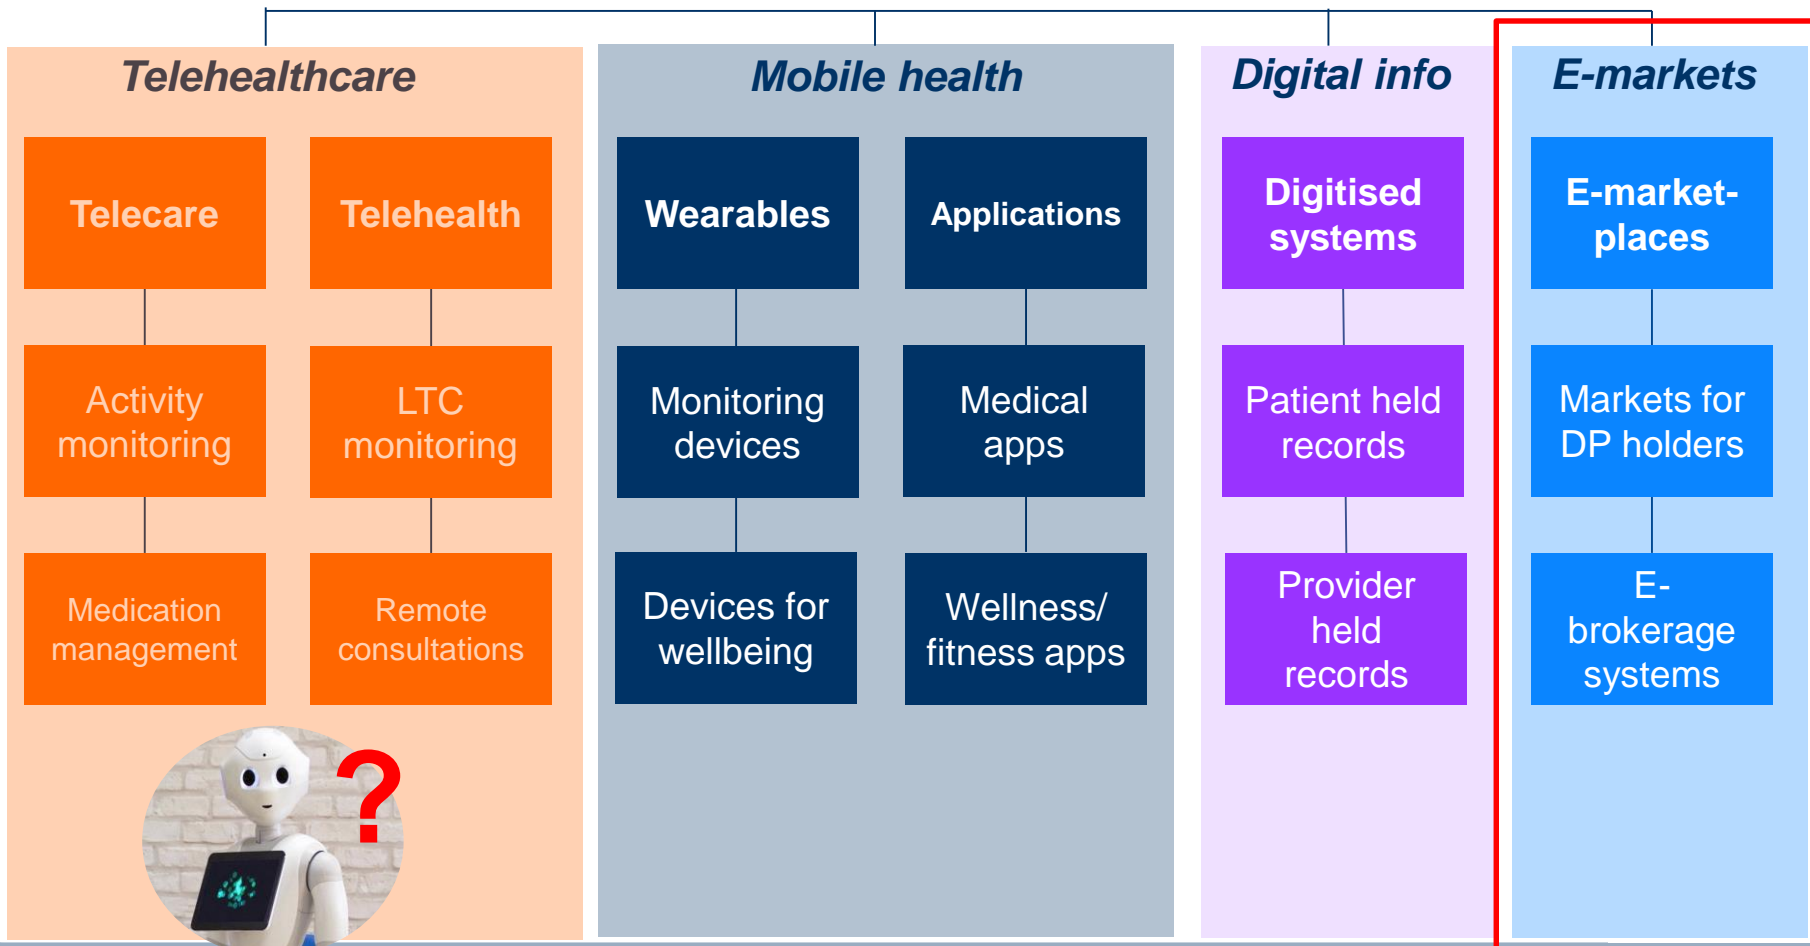 Telehealthcare
Mobile health
Digital info
E-markets
Telecare
Telehealth
Wearables
Applications
Digitised
systems
E-market-
places
Activity
monitoring
LTC
monitoring
Monitoring
devices
Medical
apps
Patient held
records
Markets for
DP holders
Medication
management
Remote
consultations
Devices for
wellbeing
Wellness/
fitness apps
Provider
held
records
E-
brokerage
systems
?